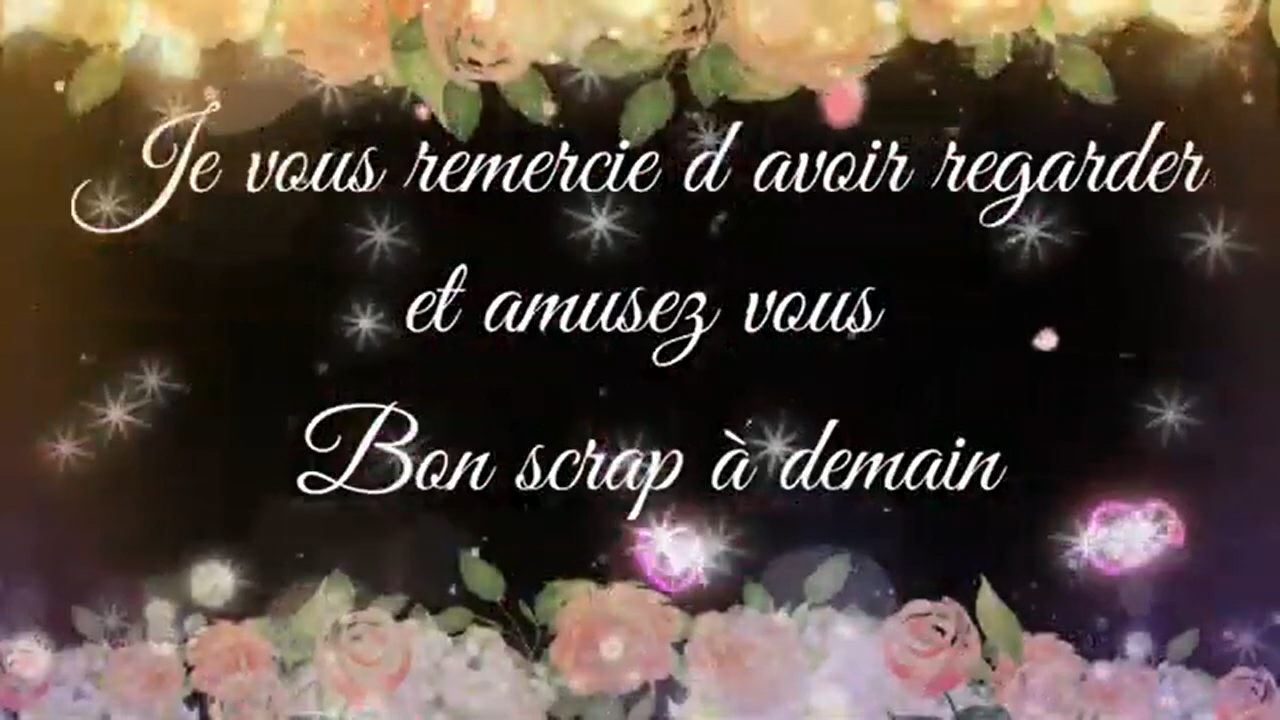 Je vous remercie d avoir regarder
et amusez vous
Bon scrap à demain